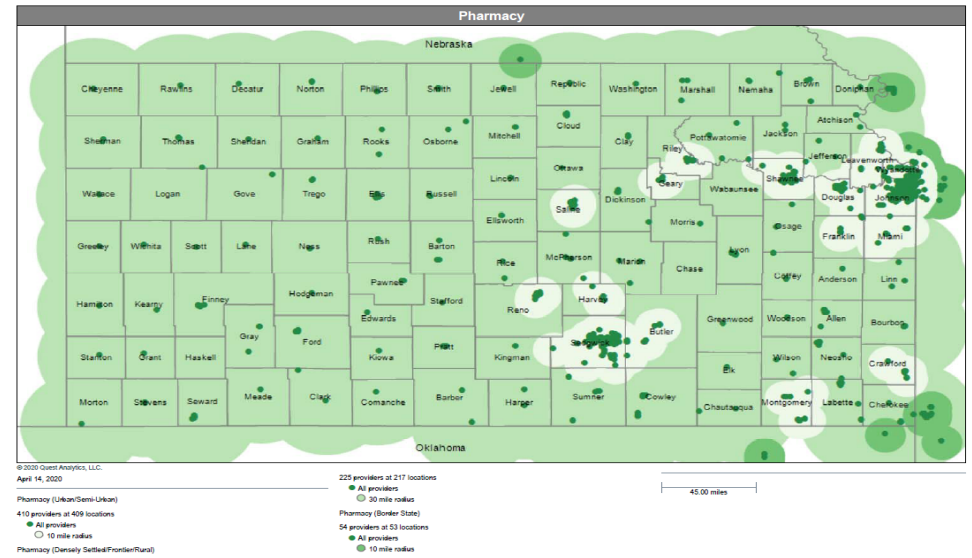 Pharmacy
Nebraska
Cheyenne Rawlins Decatur Norton Phillips Smith Jewell Republic Washington Marshall Nemaha Brown Doniphan
Sherman Thomas Sheridan Graham Rooks Osborne Mitchell Cloud Clay Riley Pottawatomie Jackson Atchison
Jefferson Leavenworth
Wyandotte
Wallace Logan Gove Trego Ellis Russell Lincoln Ottawa Dickinson Geary Wabaunsee Shawnee Douglas Johnson
Ellsworth Saline Morris Osage Franklin Miami
Greeley Wichita Scott Lane Ness Rush Barton Rice McPherson Marion Chase Lyon Coffey Anderson Linn
Hamilton Kearny Finney Hodgeman Pawnee Stafford Reno Harvey
Gray Ford Edwards Greenwood Woodson Allen Bourbon
Stanton Grant Haskell Kiowa Pratt Kingman Sedgwick Butler Elk Wilson Neosho Crawford
Morton Stevens Seward Meade Clark Comanche Barber Harper Sumner Cowley Chautauqua Montgomery Labette Cherokee
Oklahoma
© 2020 Quest Analytics, LLC.
April 14, 2020
Pharmacy (Urban/Semi-Urban)
410 providers at 409 locations
All providers
10 mile radius
Pharmacy (Densely Settled/Frontier/Rural)
225 providers at 217 locations
All providers
30 mile radius
Pharmacy (Border State)
54 providers at 53 locations
All providers
10 mile radius
45.00 miles